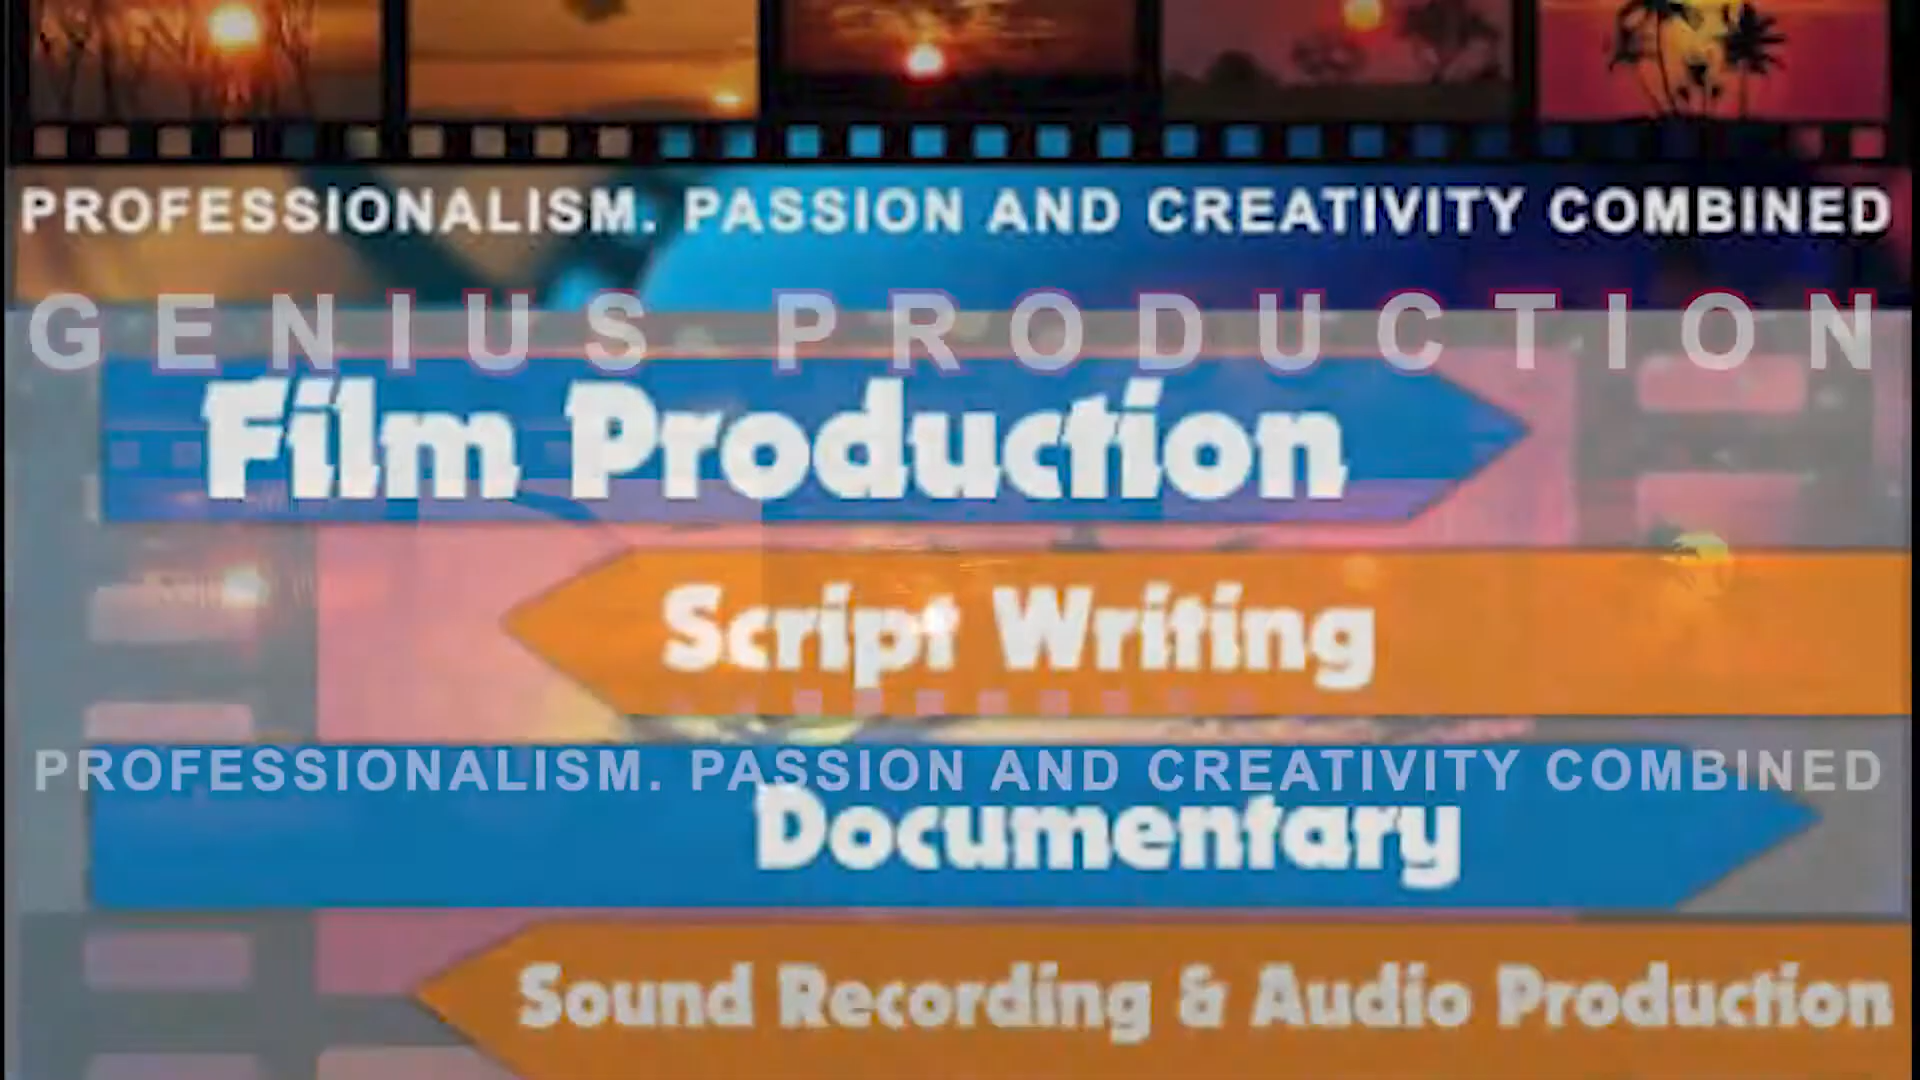 PROFESSIONALISM. PASSION AND CREATIVITY COMBINED
GENIUS PRODUCTION
Film Production
Script Writing
PROFESSIONALISM. PASSION AND CREATIVITY COMBINED
Documentary
Sound Recording & Audio Production